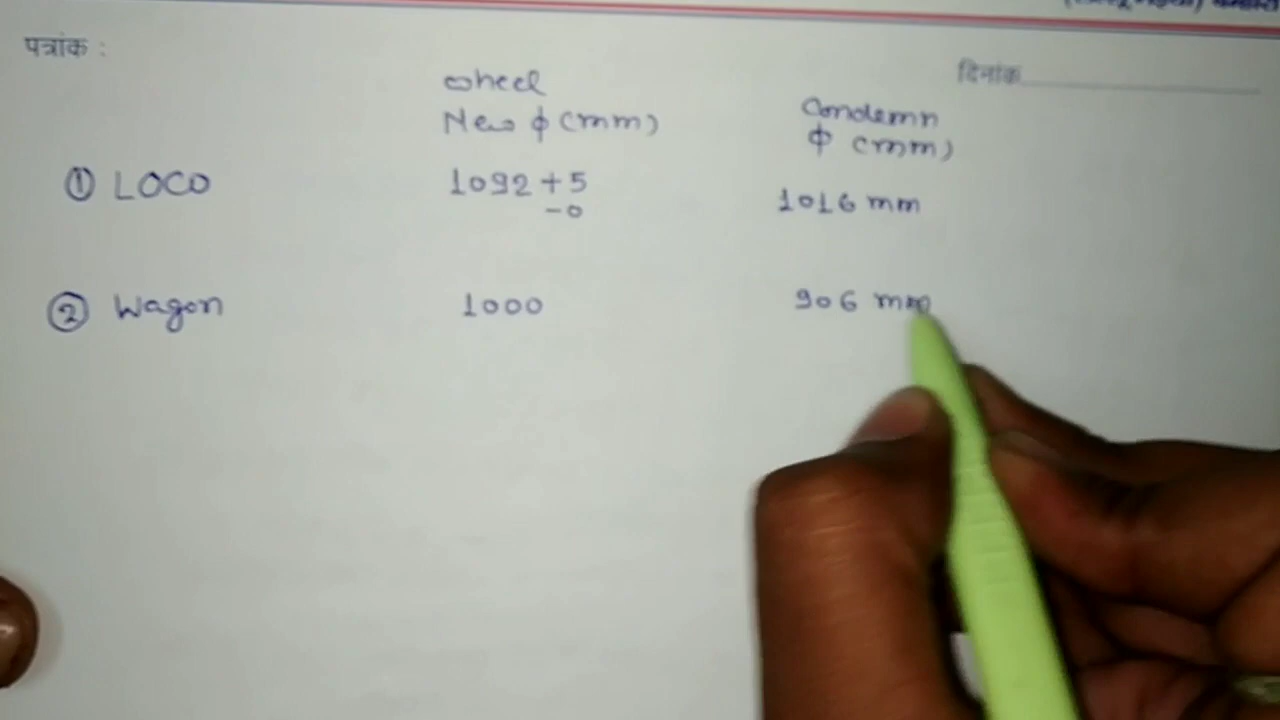 पत्रांक :
दिनांक
wheel
New ϕ (mm)
Condemn
ϕ (mm)
① LOCO 1092 +5
-0
1016 mm
② Wagon 1000 906 mm